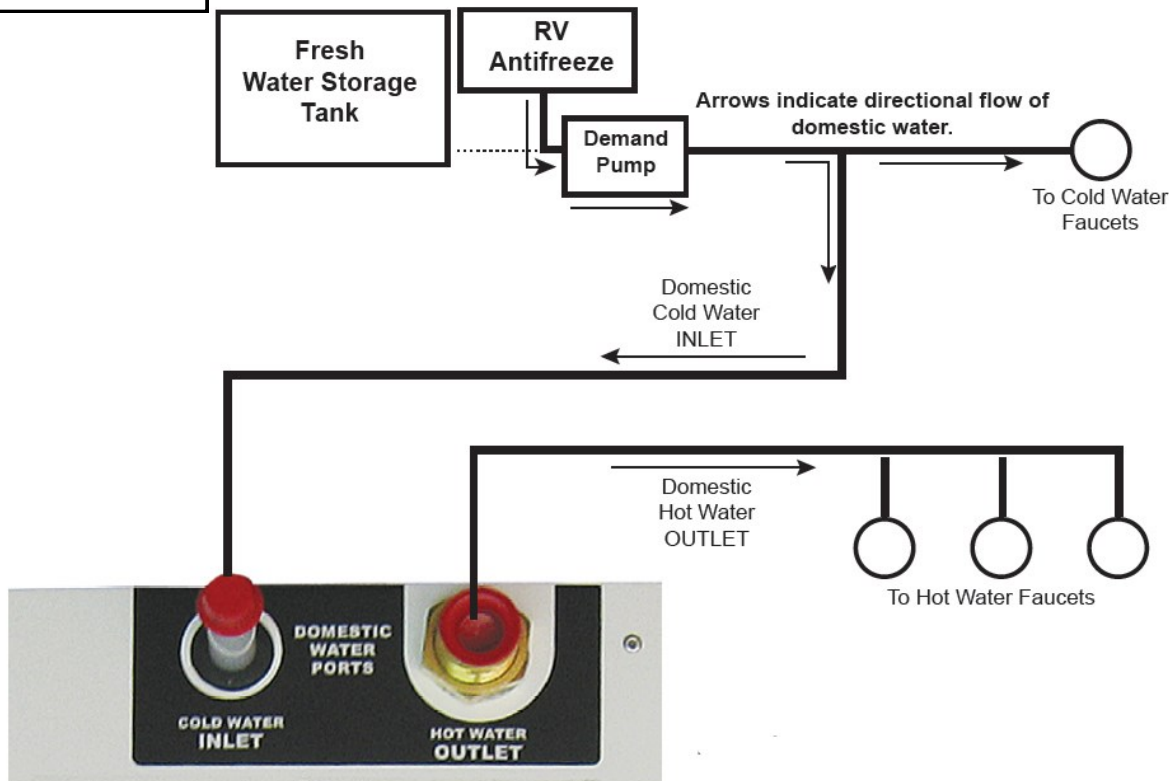 Fresh
Water Storage
Tank
RV
Antifreeze
Demand
Pump
Arrows indicate directional flow of
domestic water.
To Cold Water
Faucets
Domestic
Cold Water
INLET
Domestic
Hot Water
OUTLET
To Hot Water Faucets
DOMESTIC
WATER
PORTS
COLD WATER
INLET
HOT WATER
OUTLET